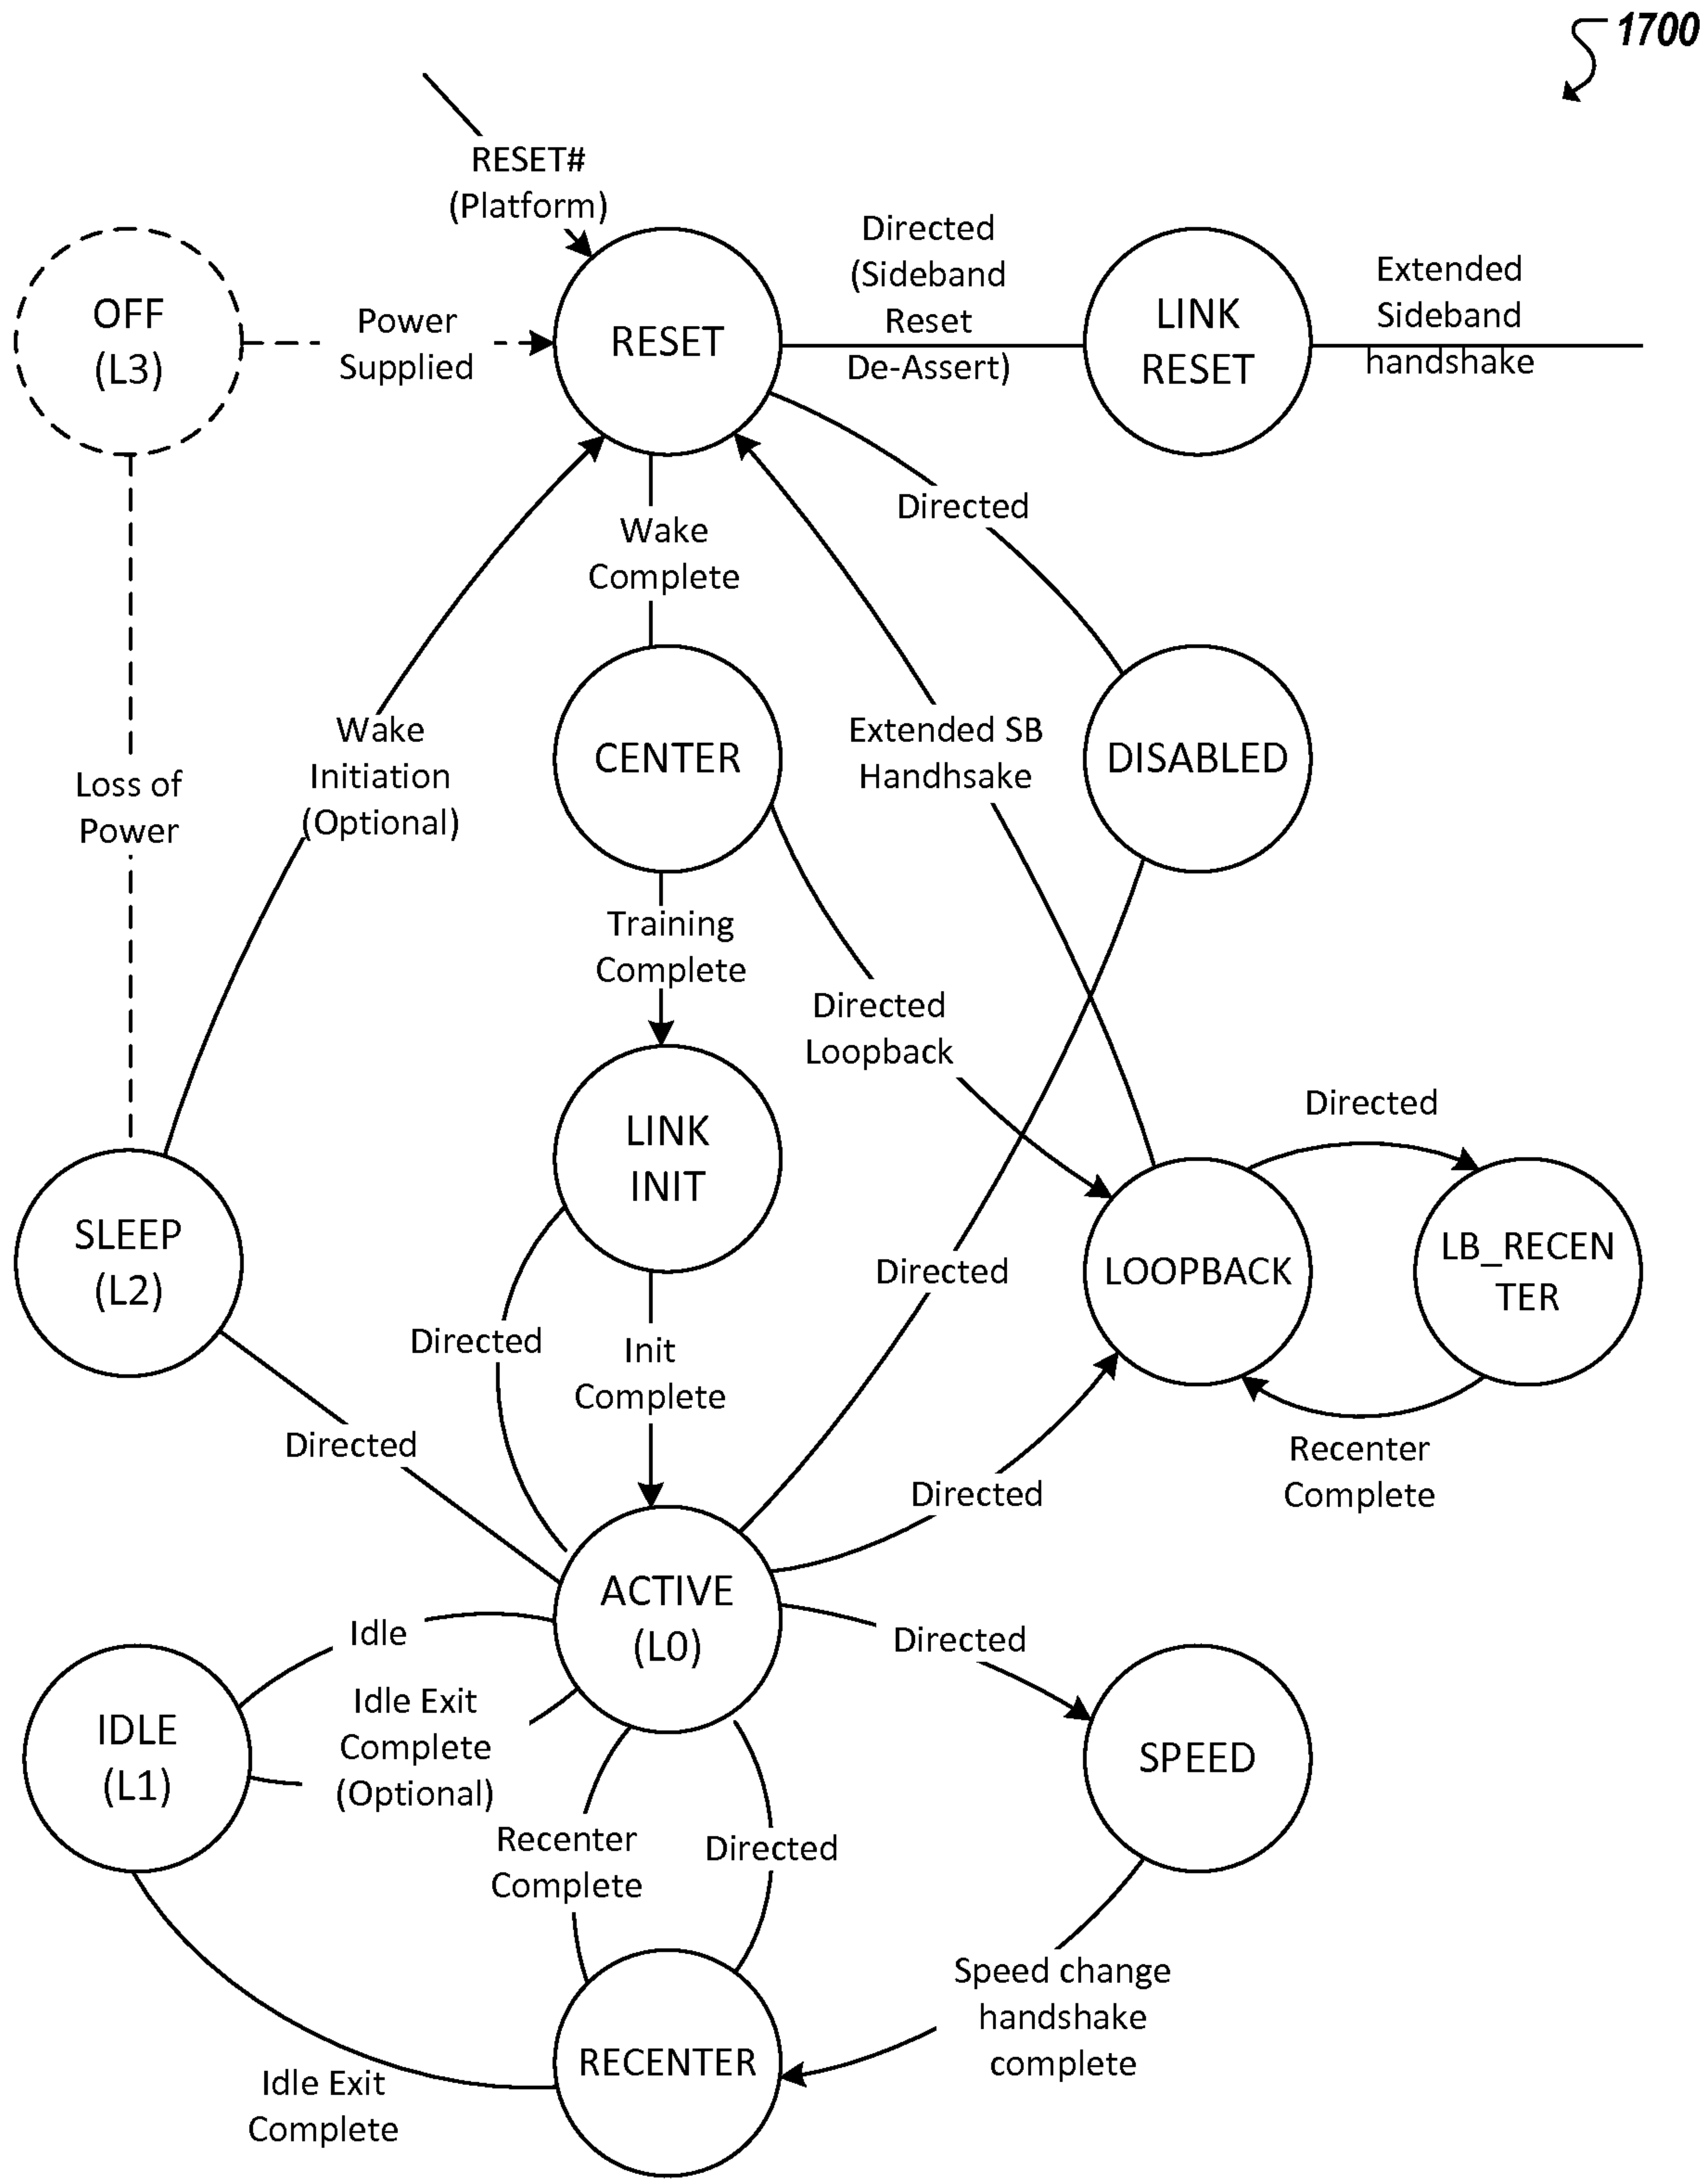 1700
RESET#
(Platform)
OFF
(L3)
Power
Supplied
RESET
Directed
(Sideband
Reset
De-Assert)
LINK
RESET
Extended
Sideband
handshake
Directed
Wake
Complete
Loss of
Power
Wake
Initiation
(Optional)
CENTER
Extended SB
Handhsake
DISABLED
Training
Complete
Directed
Loopback
LINK
INIT
Directed
SLEEP
(L2)
Directed
LOOPBACK
LB_RECEN
TER
Directed
Init
Complete
Directed
Directed
Recenter
Complete
ACTIVE
(L0)
Idle
Directed
IDLE
(L1)
Idle Exit
Complete
(Optional)
SPEED
Recenter
Complete
Directed
Speed change
handshake
complete
RECENTER
Idle Exit
Complete